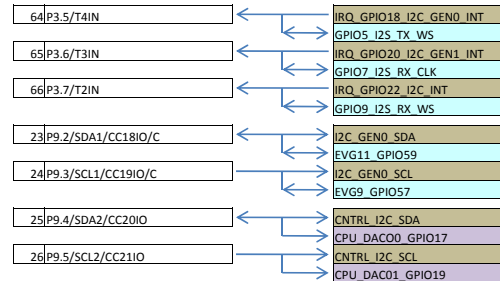 64 P3.5/T4IN IRQ_GPIO18_I2C_GEN0_INT
GPIO5_I2S_TX_WS
65 P3.6/T3IN IRQ_GPIO20_I2C_GEN1_INT
GPIO7_I2S_RX_CLK
66 P3.7/T2IN IRQ_GPIO22_I2C_INT
GPIO9_I2S_RX_WS
23 P9.2/SDA1/CC18IO/C I2C_GEN0_SDA
EVG11_GPIO59
24 P9.3/SCL1/CC19IO/C I2C_GEN0_SCL
EVG9_GPIO57
25 P9.4/SDA2/CC20IO CNTRL_I2C_SDA
CPU_DACO0_GPIO17
26 P9.5/SCL2/CC21IO CNTRL_I2C_SCL
CPU_DAC01_GPIO19